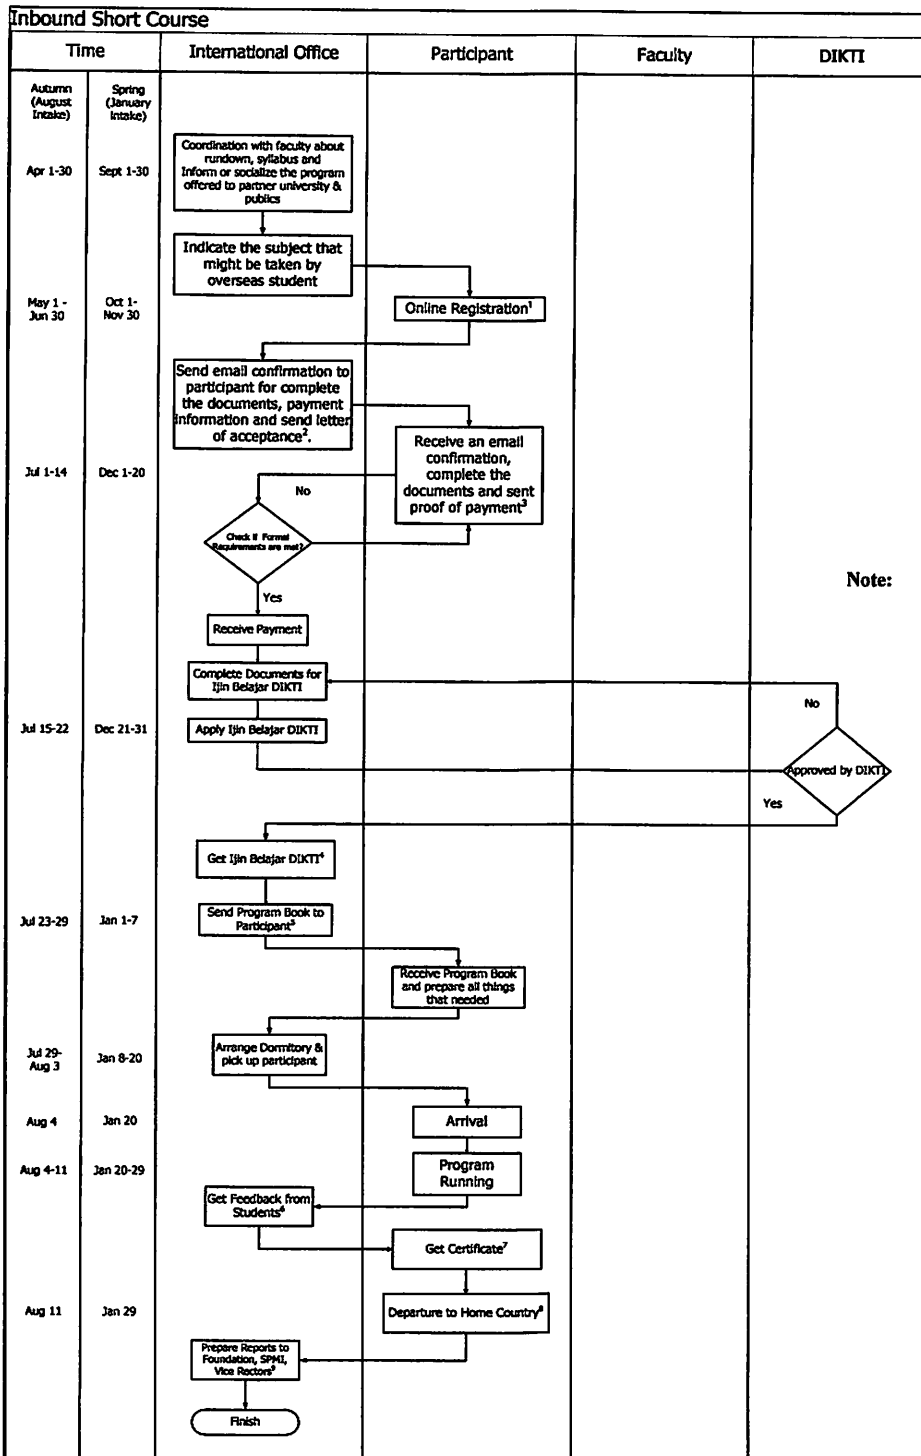 Inbound Short Course
Time
International Office
Participant
Faculty
DIKTI
Autumn
(August
Intake)
Spring
(January
Intake)
Apr 1-30
Sept 1-30
Coordination with faculty about
rundown, syllabus and
Inform or socialize the program
offered to partner university &
publics
Indicate the subject that
might be taken by
overseas student
May 1 -
Jun 30
Oct 1-
Nov 30
Online Registration¹
Send email confirmation to
participant for complete
the documents, payment
information and send letter
of acceptance².
Jul 1-14
Dec 1-20
Receive an email
confirmation,
complete the
documents and sent
proof of payment³
No
Check if Formal
Requirements are met?
Yes
Note:
Receive Payment
Complete Documents for
Ijin Belajar DIKTI
No
Jul 15-22
Dec 21-31
Apply Ijin Belajar DIKTI
Approved by DIKTI
Yes
Get Ijin Belajar DIKTI⁴
Jul 23-29
Jan 1-7
Send Program Book to
Participant⁵
Receive Program Book
and prepare all things
that needed
Jul 29-
Aug 3
Jan 8-20
Arrange Dormitory &
pick up participant
Aug 4
Jan 20
Arrival
Aug 4-11
Jan 20-29
Program
Running
Get Feedback from
Students⁶
Get Certificate⁷
Aug 11
Jan 29
Departure to Home Country⁸
Prepare Reports to
Foundation, SPMI,
Vice Rectors⁹
Finish